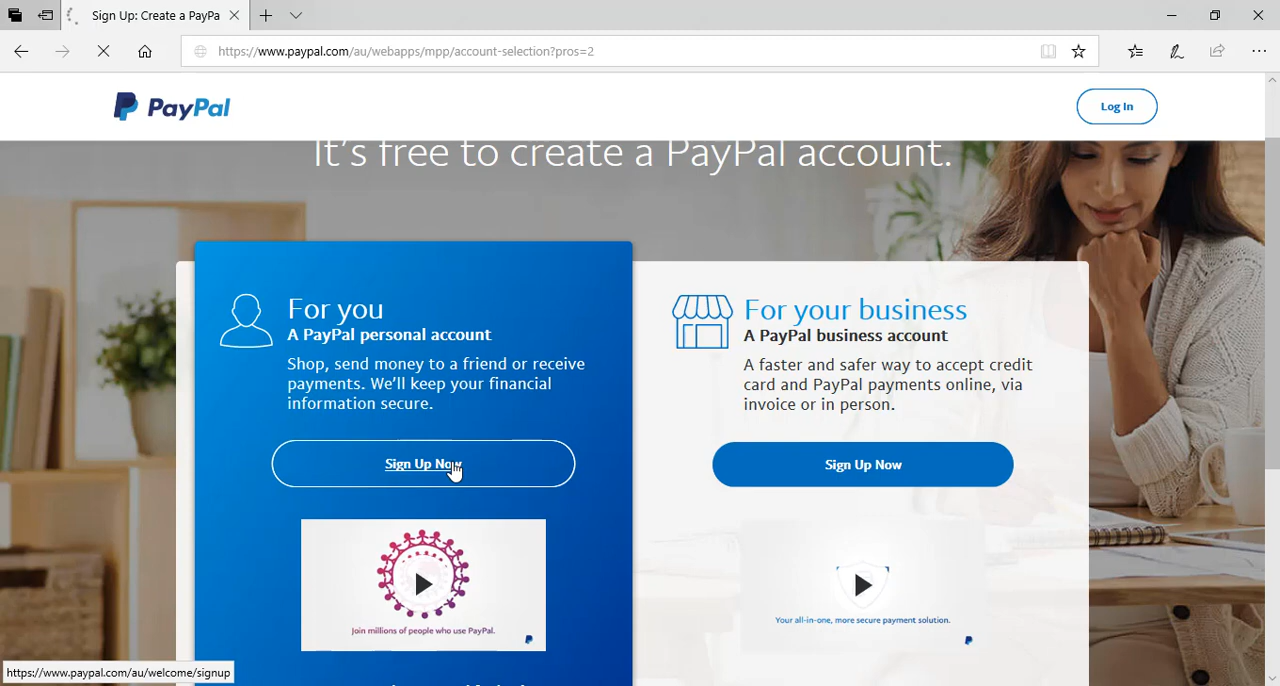 Sign Up: Create a PayPa
https://www.paypal.com/au/webapps/mpp/account-selection?pros=2
PayPal
Log In
It's free to create a PayPal account.
For you
A PayPal personal account
Shop, send money to a friend or receive
payments. We'll keep your financial
information secure.
Sign Up Now
Join millions of people who use PayPal.
For your business
A PayPal business account
A faster and safer way to accept credit
card and PayPal payments online, via
invoice or in person.
Sign Up Now
Your all-in-one, more secure payment solution.
https://www.paypal.com/au/welcome/signup